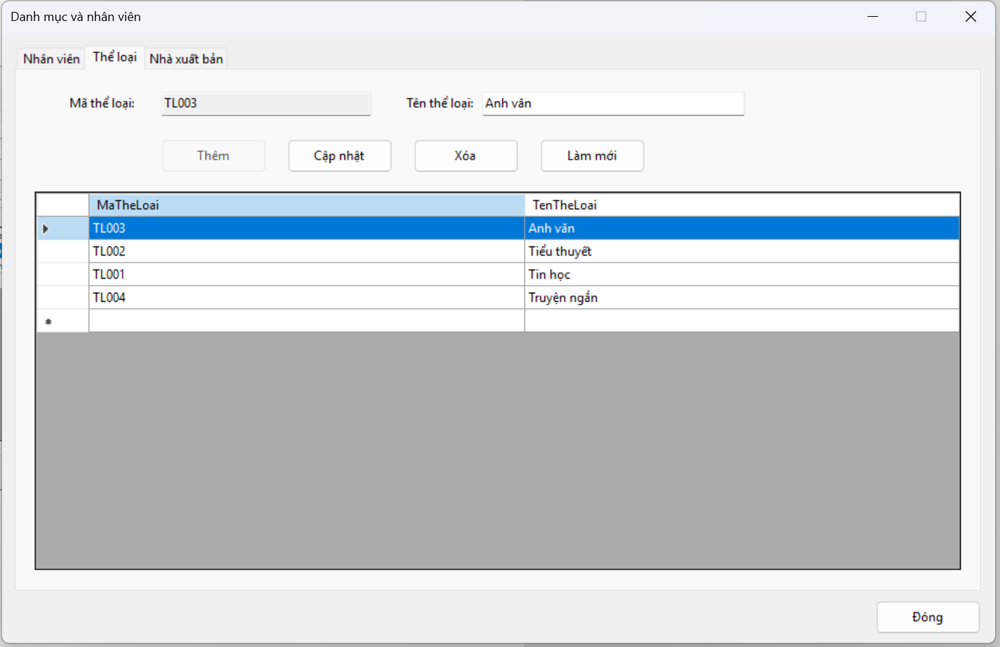 Danh mục và nhân viên
Nhân viên Thể loại Nhà xuất bản
Mã thể loại: TL003 Tên thể loại: Anh văn
Thêm Cập nhật Xóa Làm mới
MaTheLoai TenTheLoai
TL003 Anh văn
TL002 Tiểu thuyết
TL001 Tin học
TL004 Truyện ngắn
Đóng